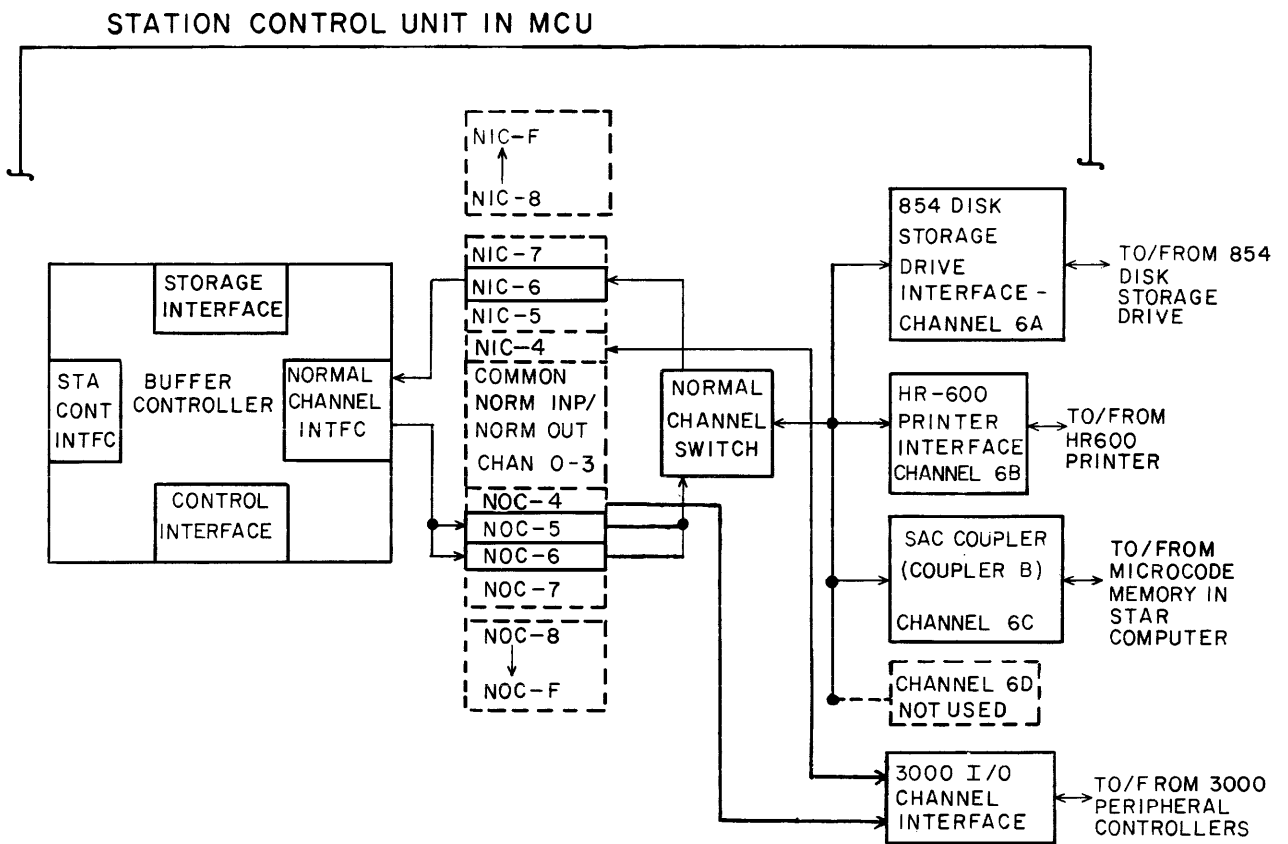 STATION CONTROL UNIT IN MCU
NIC-F
NIC-8
NIC-7
NIC-6
NIC-5
NIC-4
COMMON
NORM INP/
NORM OUT
CHAN 0-3
NOC-4
NOC-5
NOC-6
NOC-7
NOC-8
NOC-F
STORAGE
INTERFACE
STA
CONT
INTFC
BUFFER
CONTROLLER
NORMAL
CHANNEL
INTFC
CONTROL
INTERFACE
NORMAL
CHANNEL
SWITCH
854 DISK
STORAGE
DRIVE
INTERFACE-
CHANNEL 6A
TO/FROM 854
DISK
STORAGE
DRIVE
HR-600
PRINTER
INTERFACE
CHANNEL 6B
TO/FROM
HR600
PRINTER
SAC COUPLER
(COUPLER B)
CHANNEL 6C
TO/FROM
MICROCODE
MEMORY IN
STAR
COMPUTER
CHANNEL 6D
NOT USED
3000 I/O
CHANNEL
INTERFACE
TO/FROM 3000
PERIPHERAL
CONTROLLERS